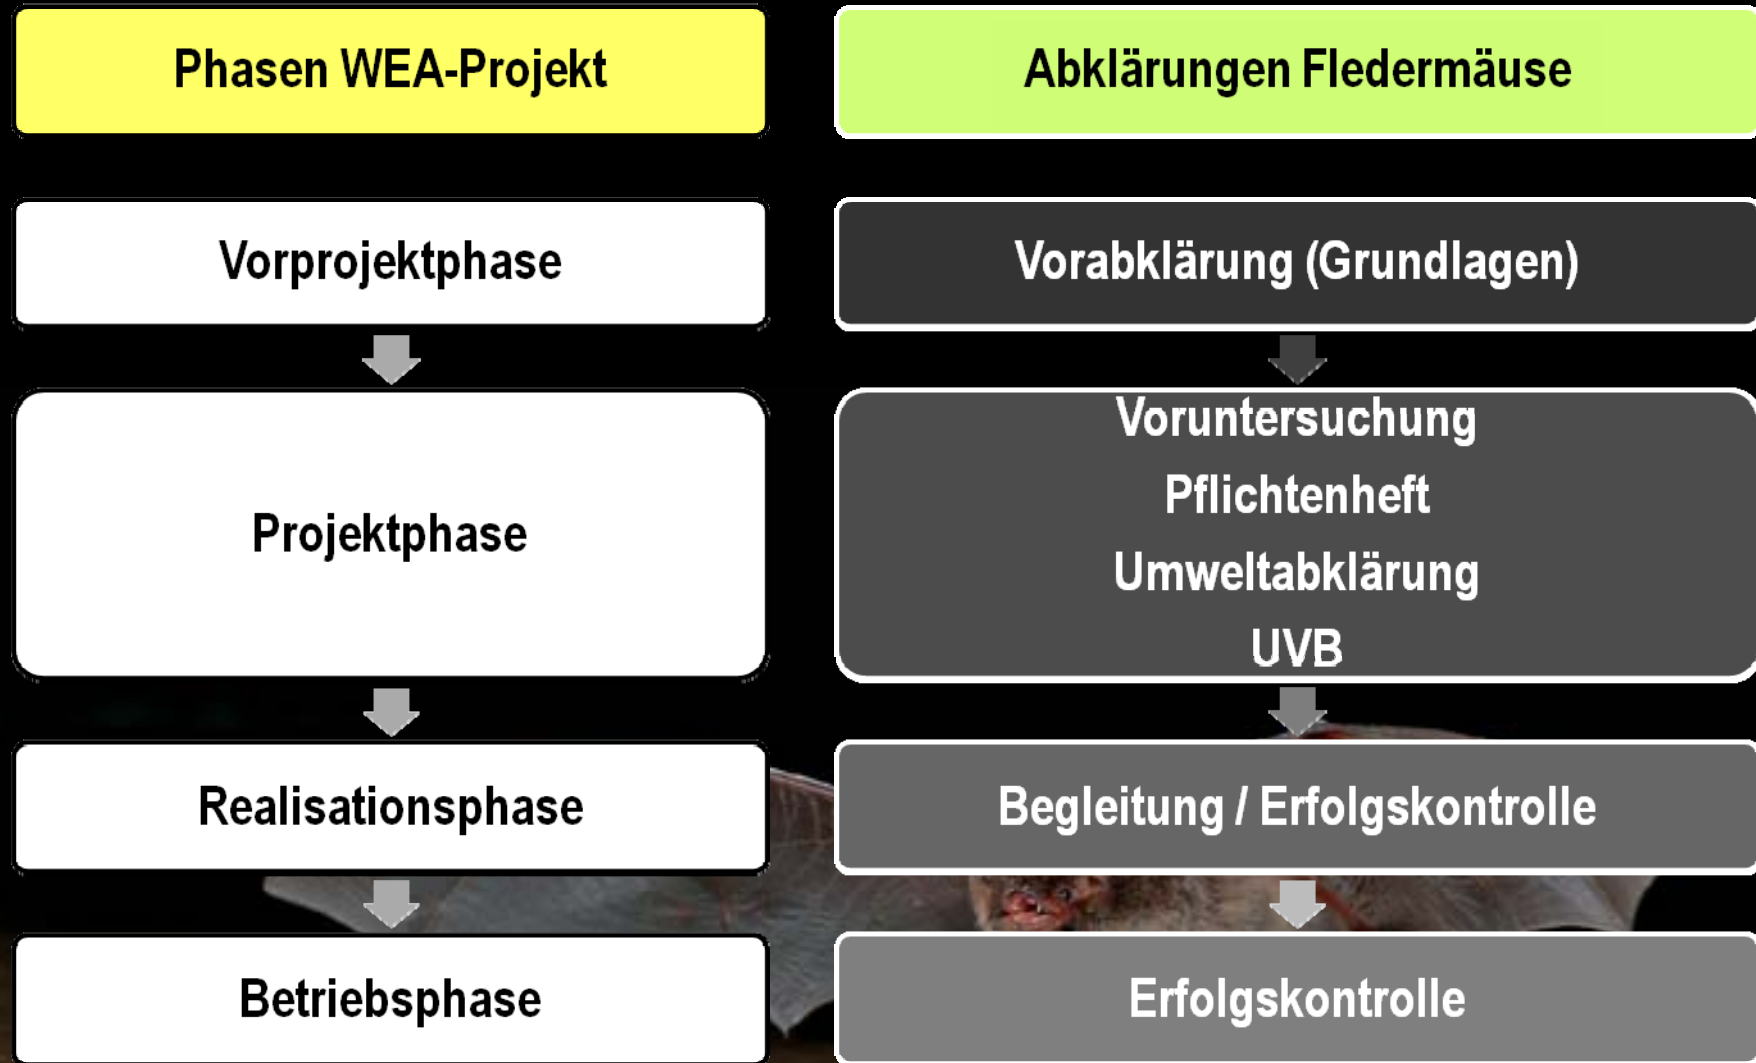 Phasen WEA-Projekt
Abklärungen Fledermäuse
Vorprojektphase
Vorabklärung (Grundlagen)
Projektphase
Voruntersuchung
Pflichtenheft
Umweltabklärung
UVB
Realisationsphase
Begleitung / Erfolgskontrolle
Betriebsphase
Erfolgskontrolle